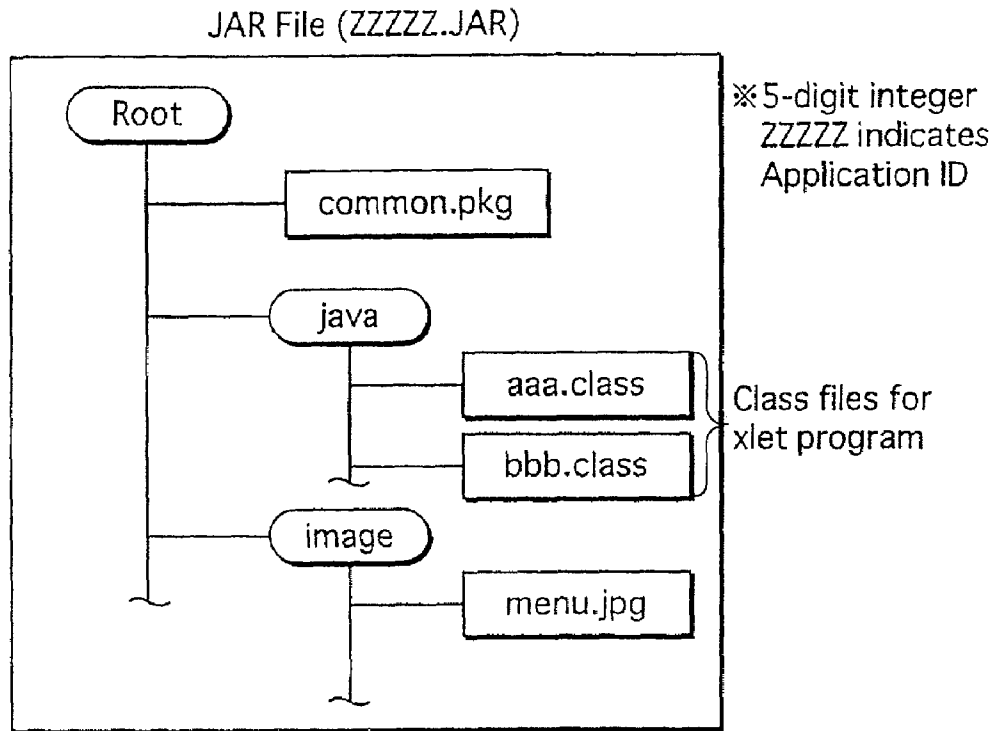 JAR File (ZZZZZ.JAR)
Root
※5-digit integer
ZZZZZ indicates
Application ID
common.pkg
java
aaa.class
bbb.class
Class files for
xlet program
image
menu.jpg